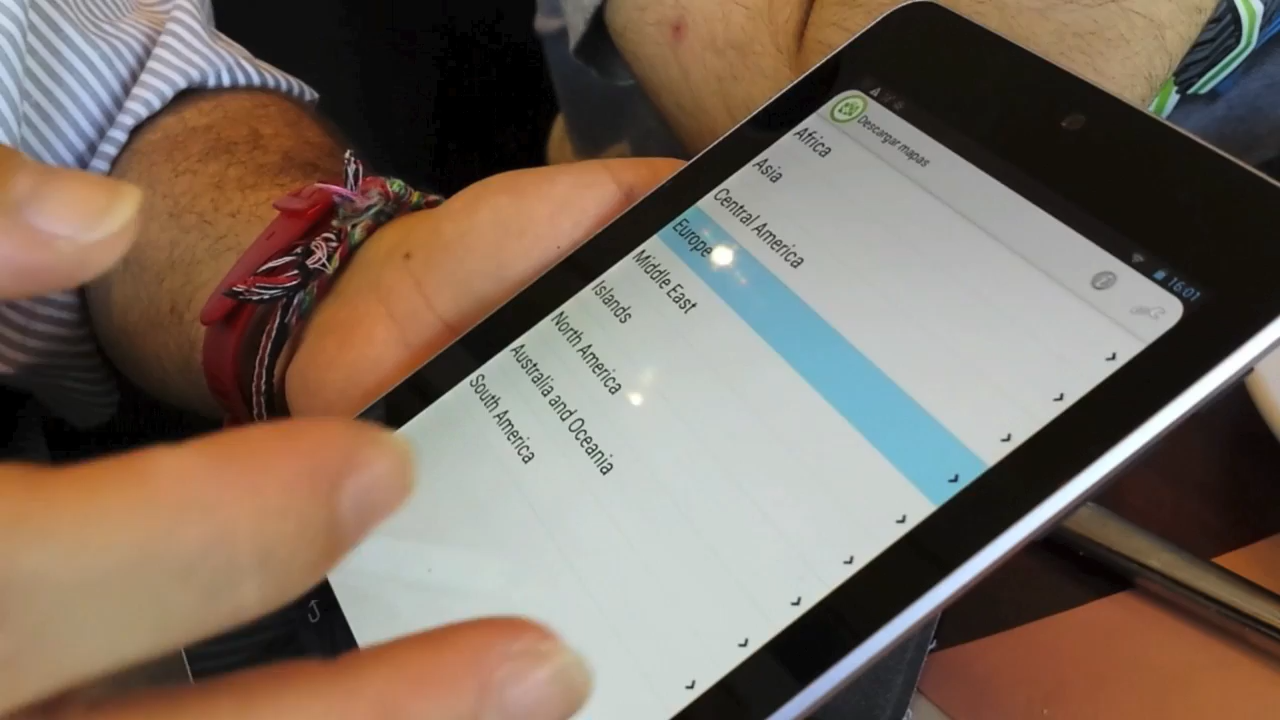 16:01
Descargar mapas
Africa
Asia
Central America
Europe
Middle East
Islands
North America
Australia and Oceania
South America